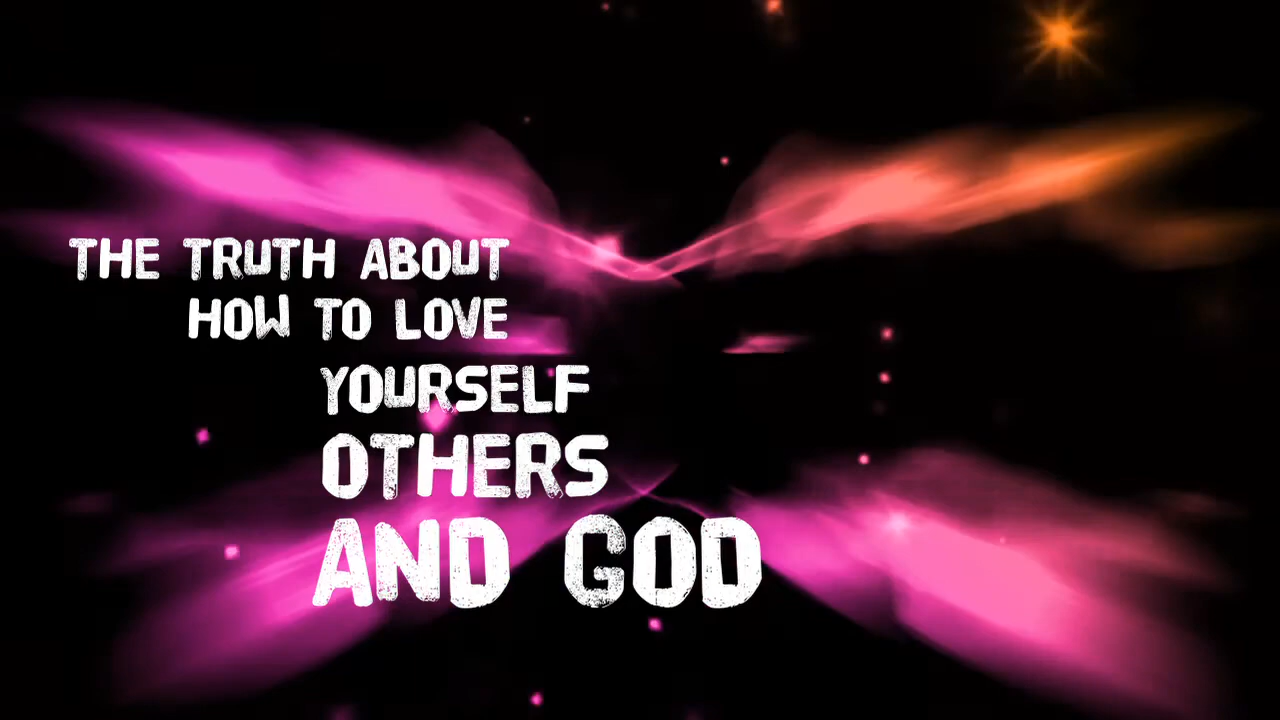 THE TRUTH ABOUT
HOW TO LOVE
YOURSELF
OTHERS
AND GOD